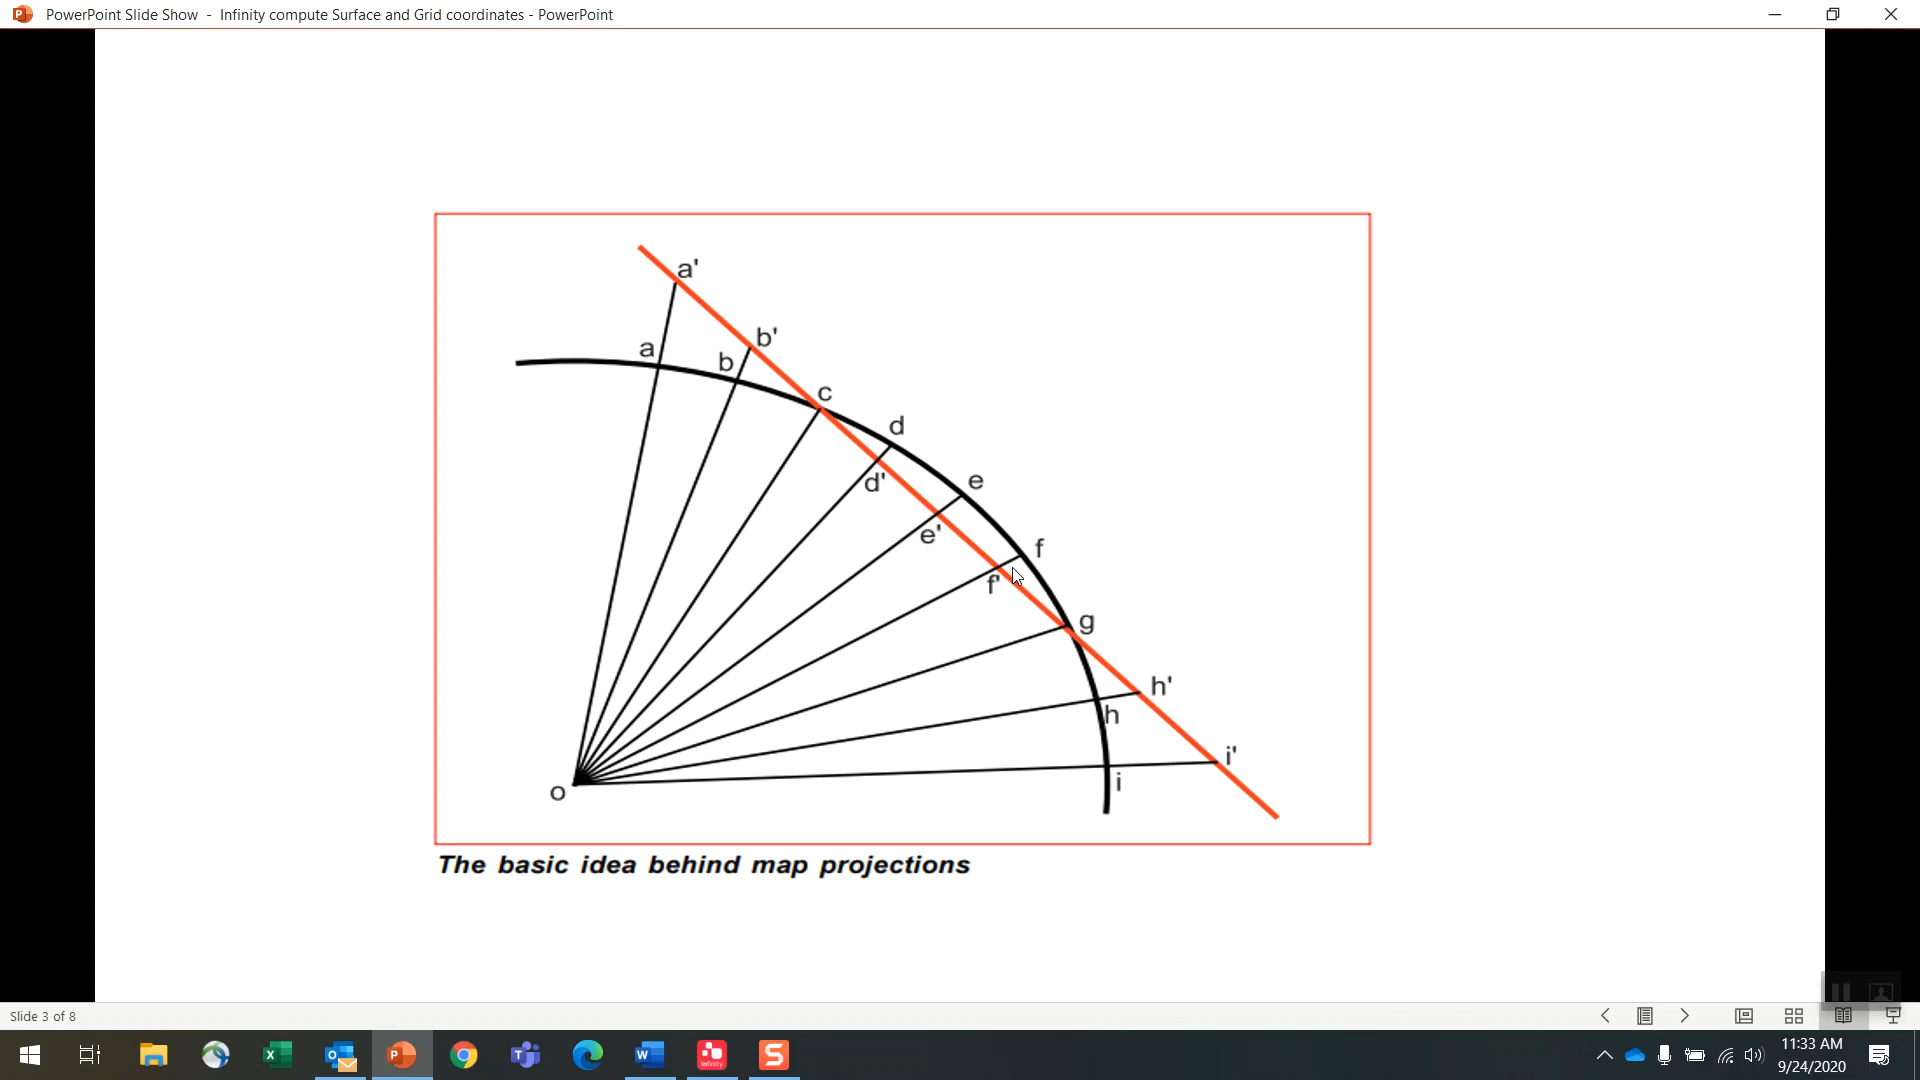 PowerPoint Slide Show - Infinity compute Surface and Grid coordinates - PowerPoint
a'
b'
a
b
c
d
d'
e
e'
f
f'
g
h'
h
i'
i
o
The basic idea behind map projections
Slide 3 of 8
11:33 AM
9/24/2020